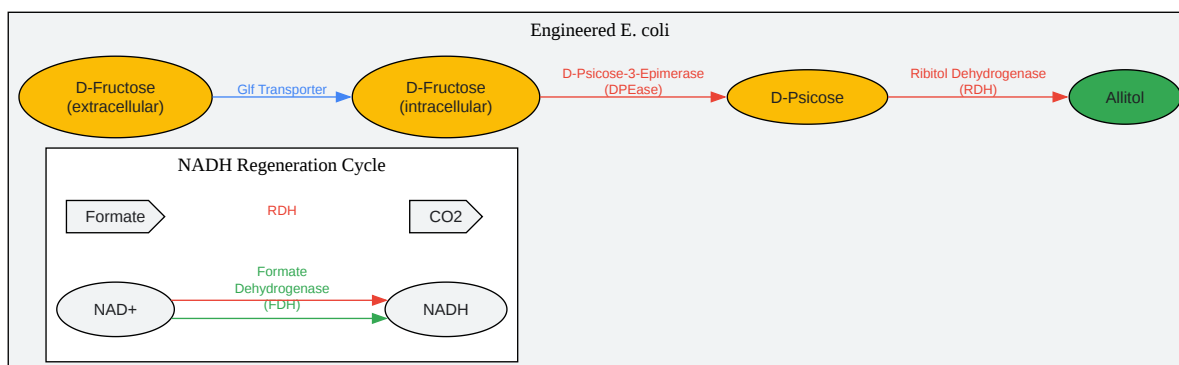 Engineered E. coli
D-Fructose
(extracellular)
Glf Transporter
D-Fructose
(intracellular)
D-Psicose-3-Epimerase
(DPEase)
D-Psicose
Ribitol Dehydrogenase
(RDH)
Allitol
NADH Regeneration Cycle
Formate
RDH
CO2
NAD+
Formate
Dehydrogenase
(FDH)
NADH